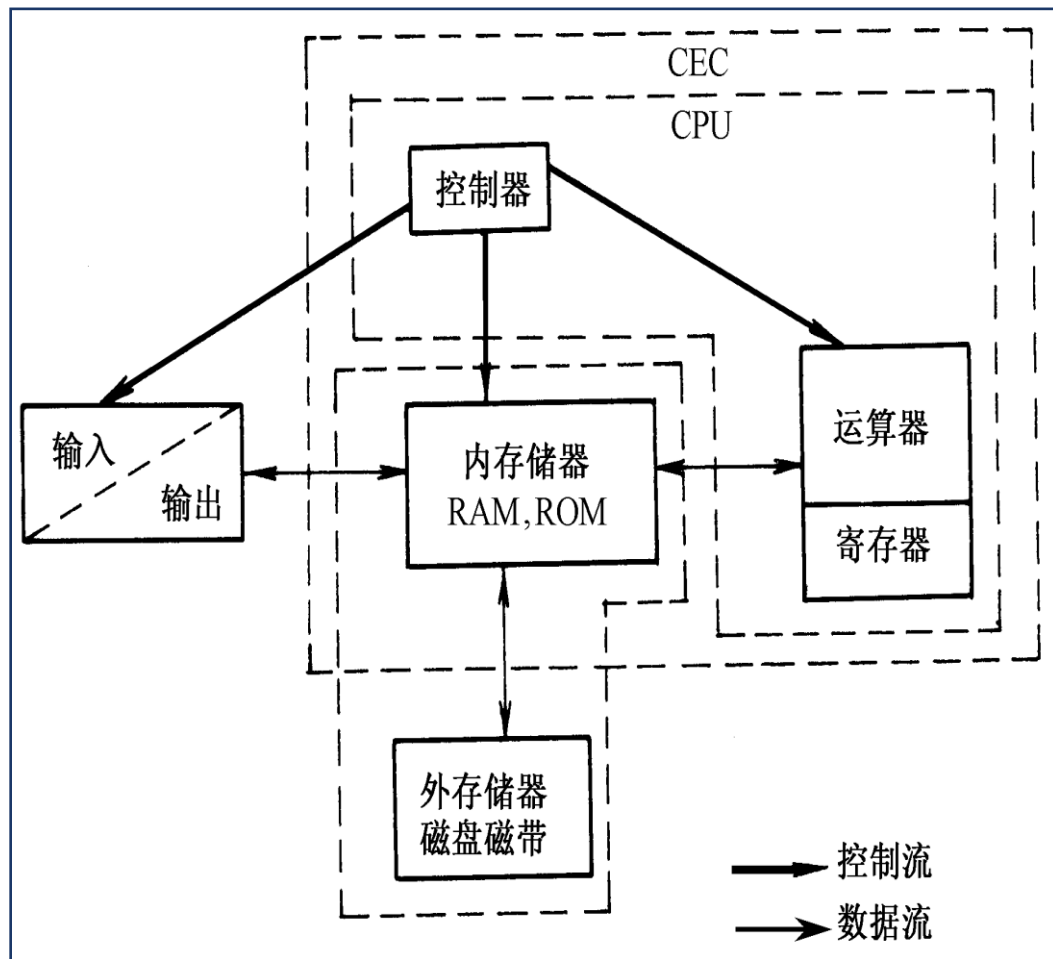 CEC
CPU
控制器
输入
输出
内存储器
RAM,ROM
运算器
寄存器
外存储器
磁盘磁带
控制流
数据流